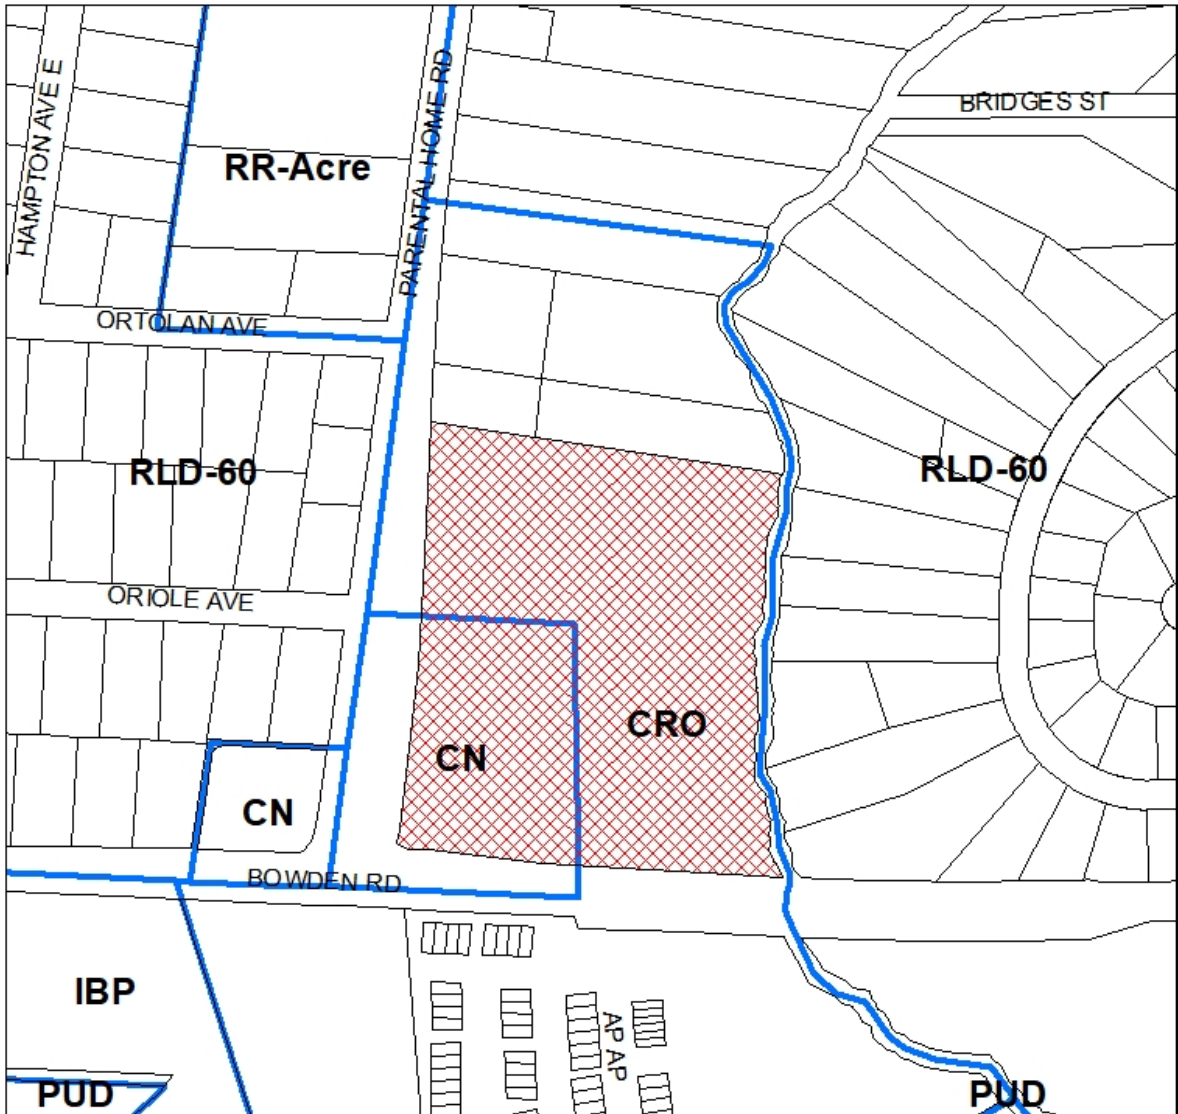 BRIDGES ST
HAMPTON AVE E
PARENTAL HOME RD
RR-Acre
ORTOLAN AVE
RLD-60
RLD-60
ORIOLE AVE
CRO
CN
CN
BOWDEN RD
IBP
AP AP
PUD
PUD